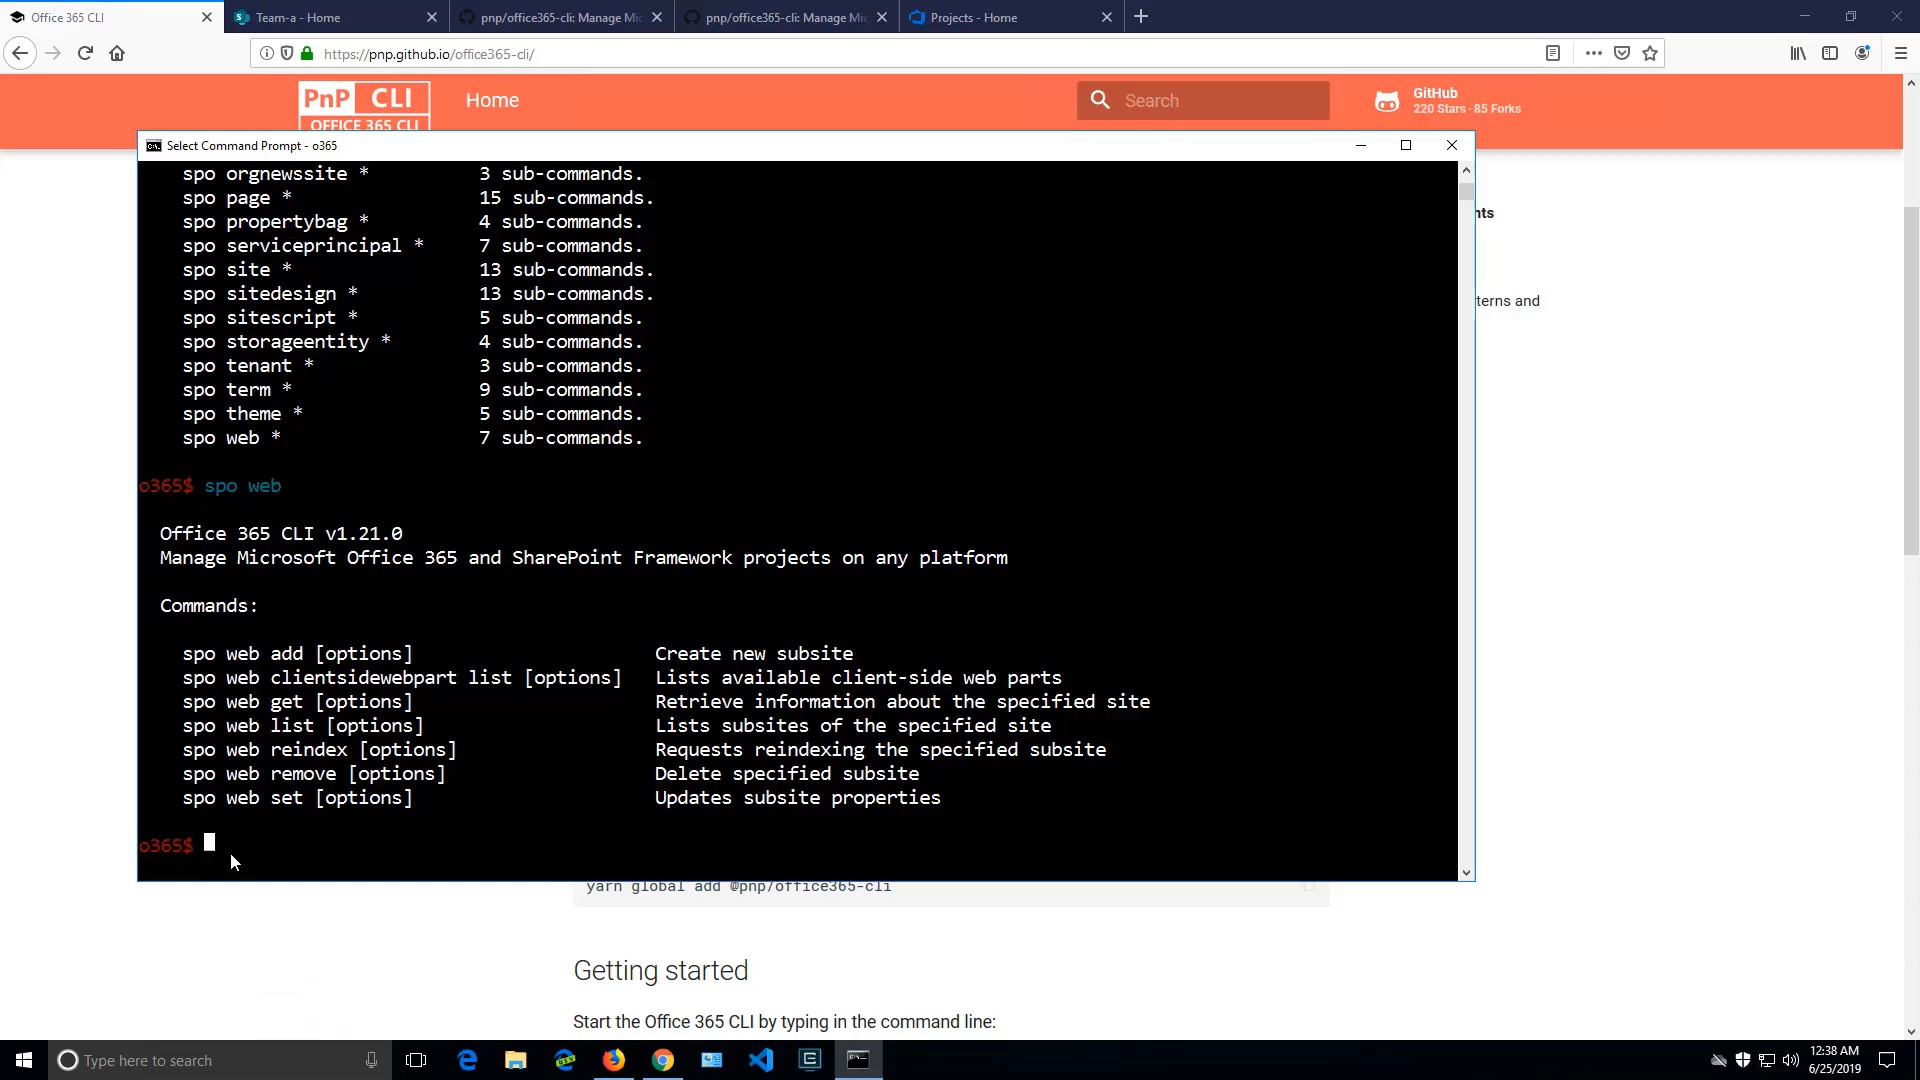 Office 365 CLI
Team-a - Home
pnp/office365-cli: Manage Mic
pnp/office365-cli: Manage Mic
Projects - Home
https://pnp.github.io/office365-cli/
PnP CLI
OFFICE 365 CLI
Home
Search
GitHub
220 Stars · 85 Forks
Select Command Prompt - o365
spo orgnewssite * 3 sub-commands.
spo page * 15 sub-commands.
spo propertybag * 4 sub-commands.
spo serviceprincipal * 7 sub-commands.
spo site * 13 sub-commands.
spo sitedesign * 13 sub-commands.
spo sitescript * 5 sub-commands.
spo storageentity * 4 sub-commands.
spo tenant * 3 sub-commands.
spo term * 9 sub-commands.
spo theme * 5 sub-commands.
spo web * 7 sub-commands.
o365$ spo web
Office 365 CLI v1.21.0
Manage Microsoft Office 365 and SharePoint Framework projects on any platform
Commands:
spo web add [options] Create new subsite
spo web clientsidewebpart list [options] Lists available client-side web parts
spo web get [options] Retrieve information about the specified site
spo web list [options] Lists subsites of the specified site
spo web reindex [options] Requests reindexing the specified subsite
spo web remove [options] Delete specified subsite
spo web set [options] Updates subsite properties
o365$
nts
terns and
yarn global add @pnp/office365-cli
Getting started
Start the Office 365 CLI by typing in the command line:
Type here to search
12:38 AM
6/25/2019